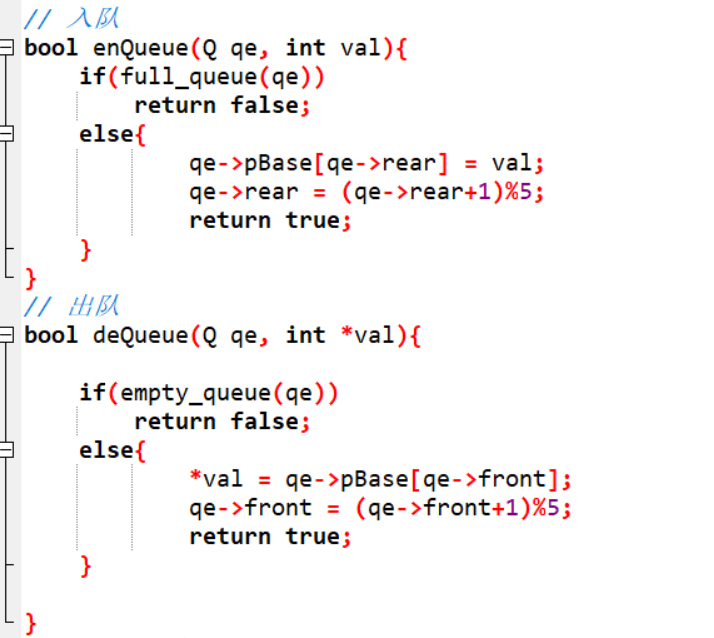 // 入队
bool enQueue(Q qe, int val){
    if(full_queue(qe))
        return false;
    else{
            qe->pBase[qe->rear] = val;
            qe->rear = (qe->rear+1)%5;
            return true;
    }
}
// 出队
bool deQueue(Q qe, int *val){
    if(empty_queue(qe))
        return false;
    else{
            *val = qe->pBase[qe->front];
            qe->front = (qe->front+1)%5;
            return true;
    }
}